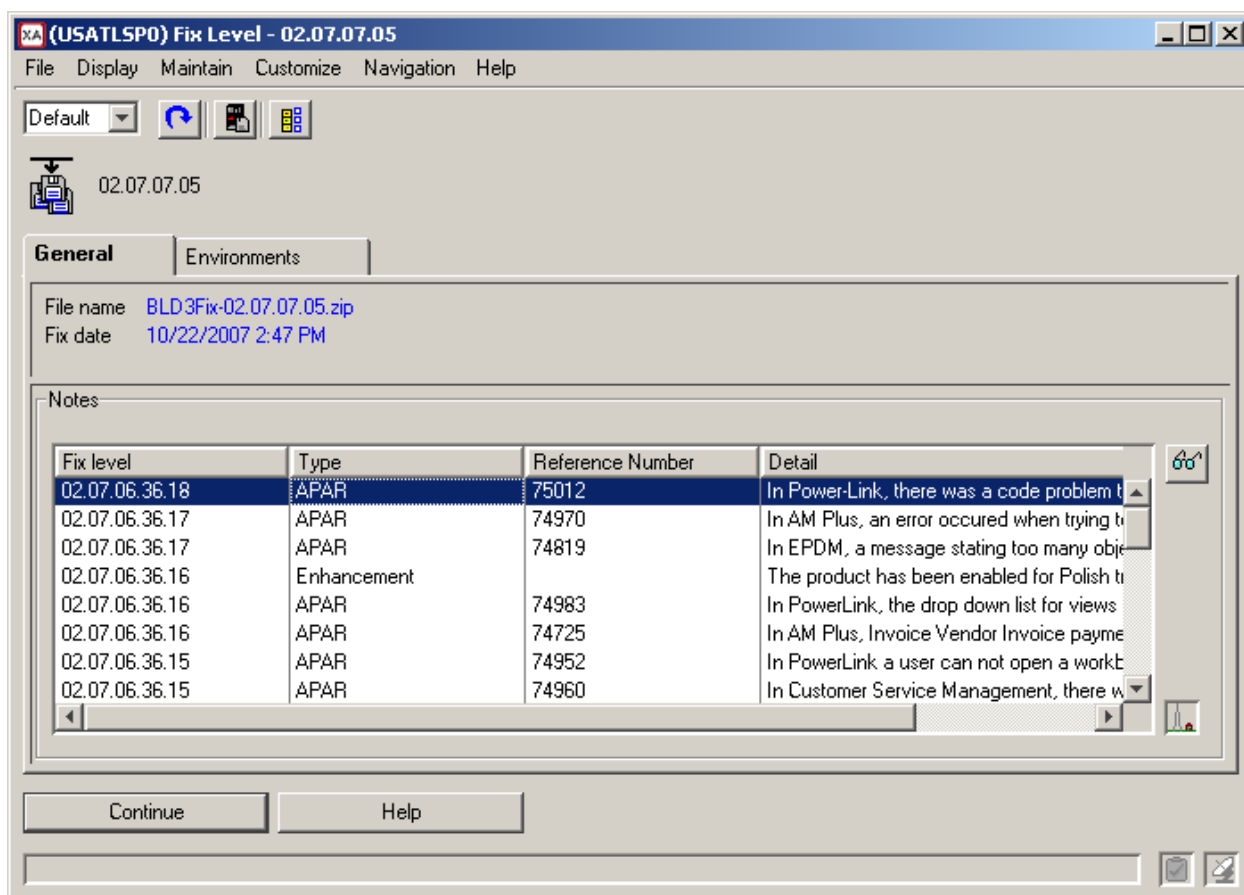 XA (USATLSP0) Fix Level - 02.07.07.05
File Display Maintain Customize Navigation Help
Default
02.07.07.05
General Environments
File name BLD3Fix-02.07.07.05.zip
Fix date 10/22/2007 2:47 PM
Notes
Fix level Type Reference Number Detail
02.07.06.36.18 APAR 75012 In Power-Link, there was a code problem t
02.07.06.36.17 APAR 74970 In AM Plus, an error occured when trying to
02.07.06.36.17 APAR 74819 In EPDM, a message stating too many obje
02.07.06.36.16 Enhancement The product has been enabled for Polish tr
02.07.06.36.16 APAR 74983 In PowerLink, the drop down list for views
02.07.06.36.16 APAR 74725 In AM Plus, Invoice Vendor Invoice payme
02.07.06.36.15 APAR 74952 In PowerLink a user can not open a workb
02.07.06.36.15 APAR 74960 In Customer Service Management, there w
Continue Help